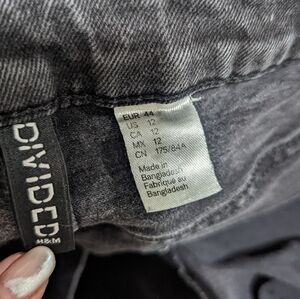 DIVIDED
H&M
EUR 44
US 12
CA 12
MX 12
CN 175/84A
Made in
Bangladesh
Fabriqué au
Bangladesh